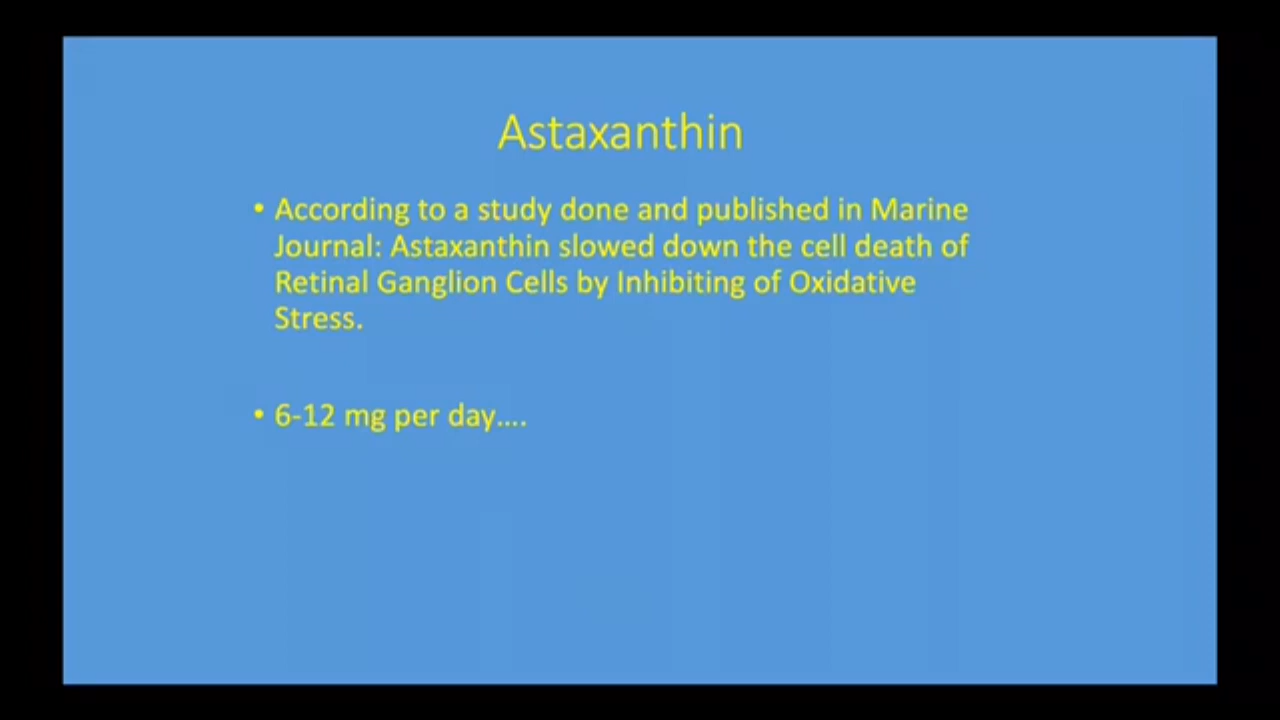 Astaxanthin
• According to a study done and published in Marine
Journal: Astaxanthin slowed down the cell death of
Retinal Ganglion Cells by Inhibiting of Oxidative
Stress.
• 6-12 mg per day....